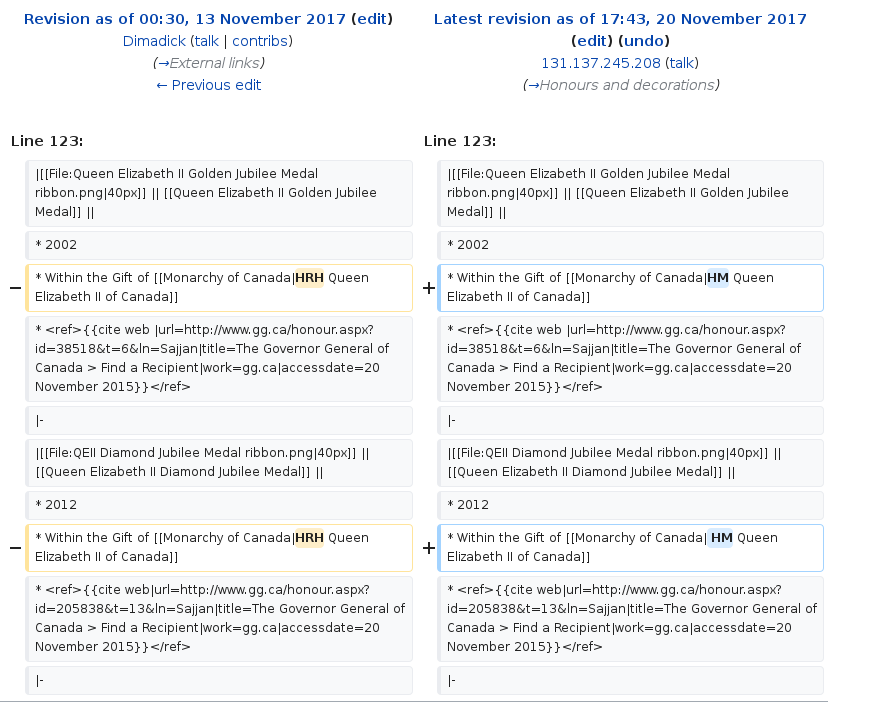 Revision as of 00:30, 13 November 2017 (edit)
Dimadick (talk | contribs)
(→External links)
← Previous edit
Latest revision as of 17:43, 20 November 2017
(edit) (undo)
131.137.245.208 (talk)
(→Honours and decorations)
Line 123:
|[[File:Queen Elizabeth II Golden Jubilee Medal
ribbon.png|40px]] || [[Queen Elizabeth II Golden Jubilee
Medal]] ||
* 2002
− * Within the Gift of [[Monarchy of Canada|HRH Queen
Elizabeth II of Canada]]
* <ref>{{cite web |url=http://www.gg.ca/honour.aspx?
id=38518&t=6&ln=Sajjan|title=The Governor General of
Canada > Find a Recipient|work=gg.ca|accessdate=20
November 2015}}</ref>
|-
|[[File:QEII Diamond Jubilee Medal ribbon.png|40px]] ||
[[Queen Elizabeth II Diamond Jubilee Medal]] ||
* 2012
− * Within the Gift of [[Monarchy of Canada|HRH Queen
Elizabeth II of Canada]]
* <ref>{{cite web|url=http://www.gg.ca/honour.aspx?
id=205838&t=13&ln=Sajjan|title=The Governor General of
Canada > Find a Recipient|work=gg.ca|accessdate=20
November 2015}}</ref>
|-
Line 123:
|[[File:Queen Elizabeth II Golden Jubilee Medal
ribbon.png|40px]] || [[Queen Elizabeth II Golden Jubilee
Medal]] ||
* 2002
+ * Within the Gift of [[Monarchy of Canada|HM Queen
Elizabeth II of Canada]]
* <ref>{{cite web |url=http://www.gg.ca/honour.aspx?
id=38518&t=6&ln=Sajjan|title=The Governor General of
Canada > Find a Recipient|work=gg.ca|accessdate=20
November 2015}}</ref>
|-
|[[File:QEII Diamond Jubilee Medal ribbon.png|40px]] ||
[[Queen Elizabeth II Diamond Jubilee Medal]] ||
* 2012
+ * Within the Gift of [[Monarchy of Canada| HM Queen
Elizabeth II of Canada]]
* <ref>{{cite web|url=http://www.gg.ca/honour.aspx?
id=205838&t=13&ln=Sajjan|title=The Governor General of
Canada > Find a Recipient|work=gg.ca|accessdate=20
November 2015}}</ref>
|-